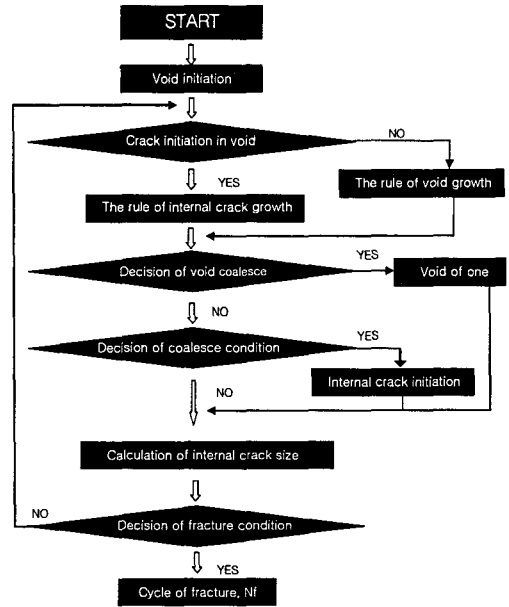 START
Void initiation
Crack initiation in void
NO
YES
The rule of void growth
The rule of internal crack growth
Decision of void coalesce
YES
Void of one
NO
Decision of coalesce condition
YES
Internal crack initiation
NO
Calculation of internal crack size
NO
Decision of fracture condition
YES
Cycle of fracture, Nf